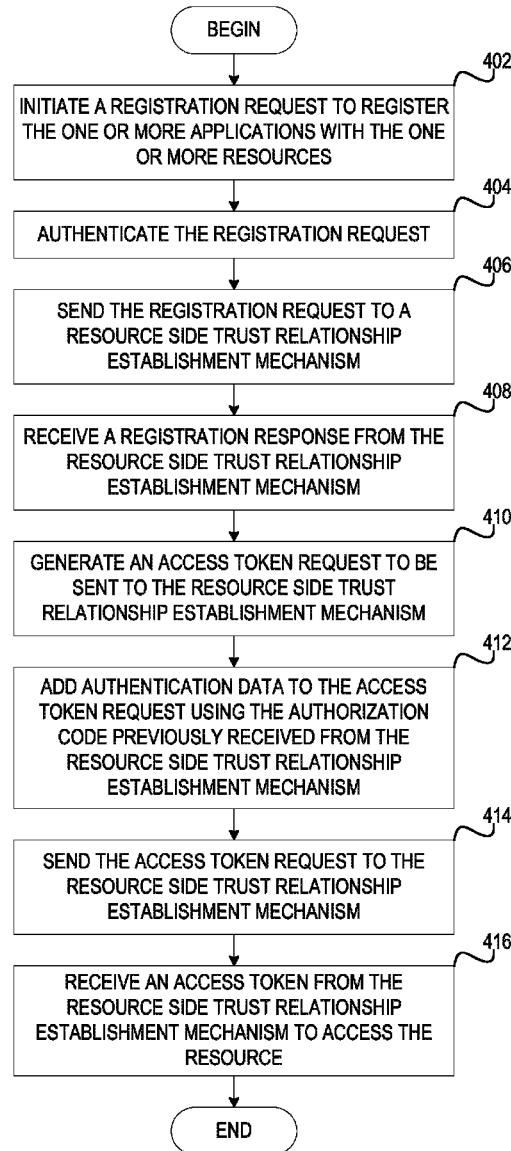 BEGIN
402
INITIATE A REGISTRATION REQUEST TO REGISTER
THE ONE OR MORE APPLICATIONS WITH THE ONE
OR MORE RESOURCES
404
AUTHENTICATE THE REGISTRATION REQUEST
406
SEND THE REGISTRATION REQUEST TO A
RESOURCE SIDE TRUST RELATIONSHIP
ESTABLISHMENT MECHANISM
408
RECEIVE A REGISTRATION RESPONSE FROM THE
RESOURCE SIDE TRUST RELATIONSHIP
ESTABLISHMENT MECHANISM
410
GENERATE AN ACCESS TOKEN REQUEST TO BE
SENT TO THE RESOURCE SIDE TRUST
RELATIONSHIP ESTABLISHMENT MECHANISM
412
ADD AUTHENTICATION DATA TO THE ACCESS
TOKEN REQUEST USING THE AUTHORIZATION
CODE PREVIOUSLY RECEIVED FROM THE
RESOURCE SIDE TRUST RELATIONSHIP
ESTABLISHMENT MECHANISM
414
SEND THE ACCESS TOKEN REQUEST TO THE
RESOURCE SIDE TRUST RELATIONSHIP
ESTABLISHMENT MECHANISM
416
RECEIVE AN ACCESS TOKEN FROM THE
RESOURCE SIDE TRUST RELATIONSHIP
ESTABLISHMENT MECHANISM TO ACCESS THE
RESOURCE
END